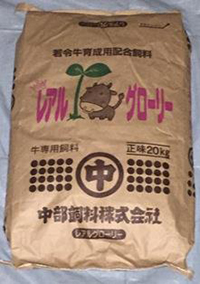 若令牛育成用配合飼料
レアル
グローリー
牛専用飼料
正味20kg
中
中部飼料株式会社
レアルグローリー